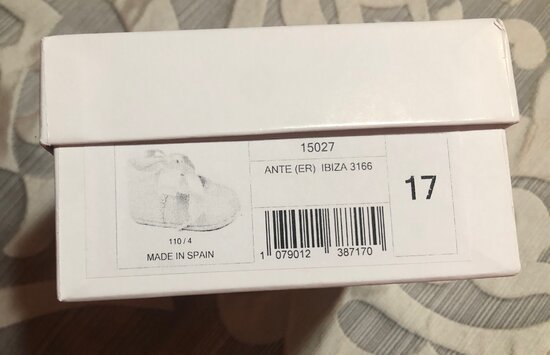 15027
ANTE (ER) IBIZA 3166
17
110 / 4
MADE IN SPAIN
1 079012 387170